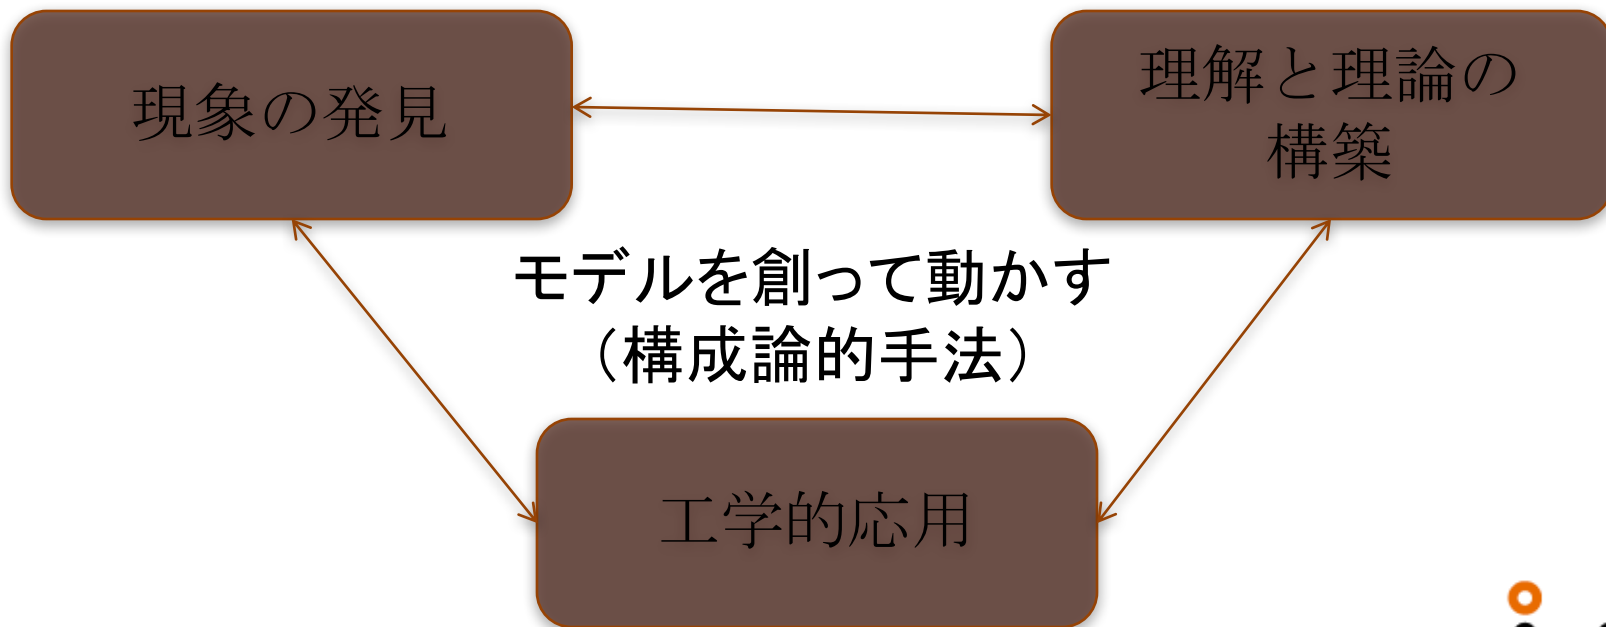 現象の発見
理解と理論の
構築
モデルを創って動かす
（構成論的手法）
工学的応用